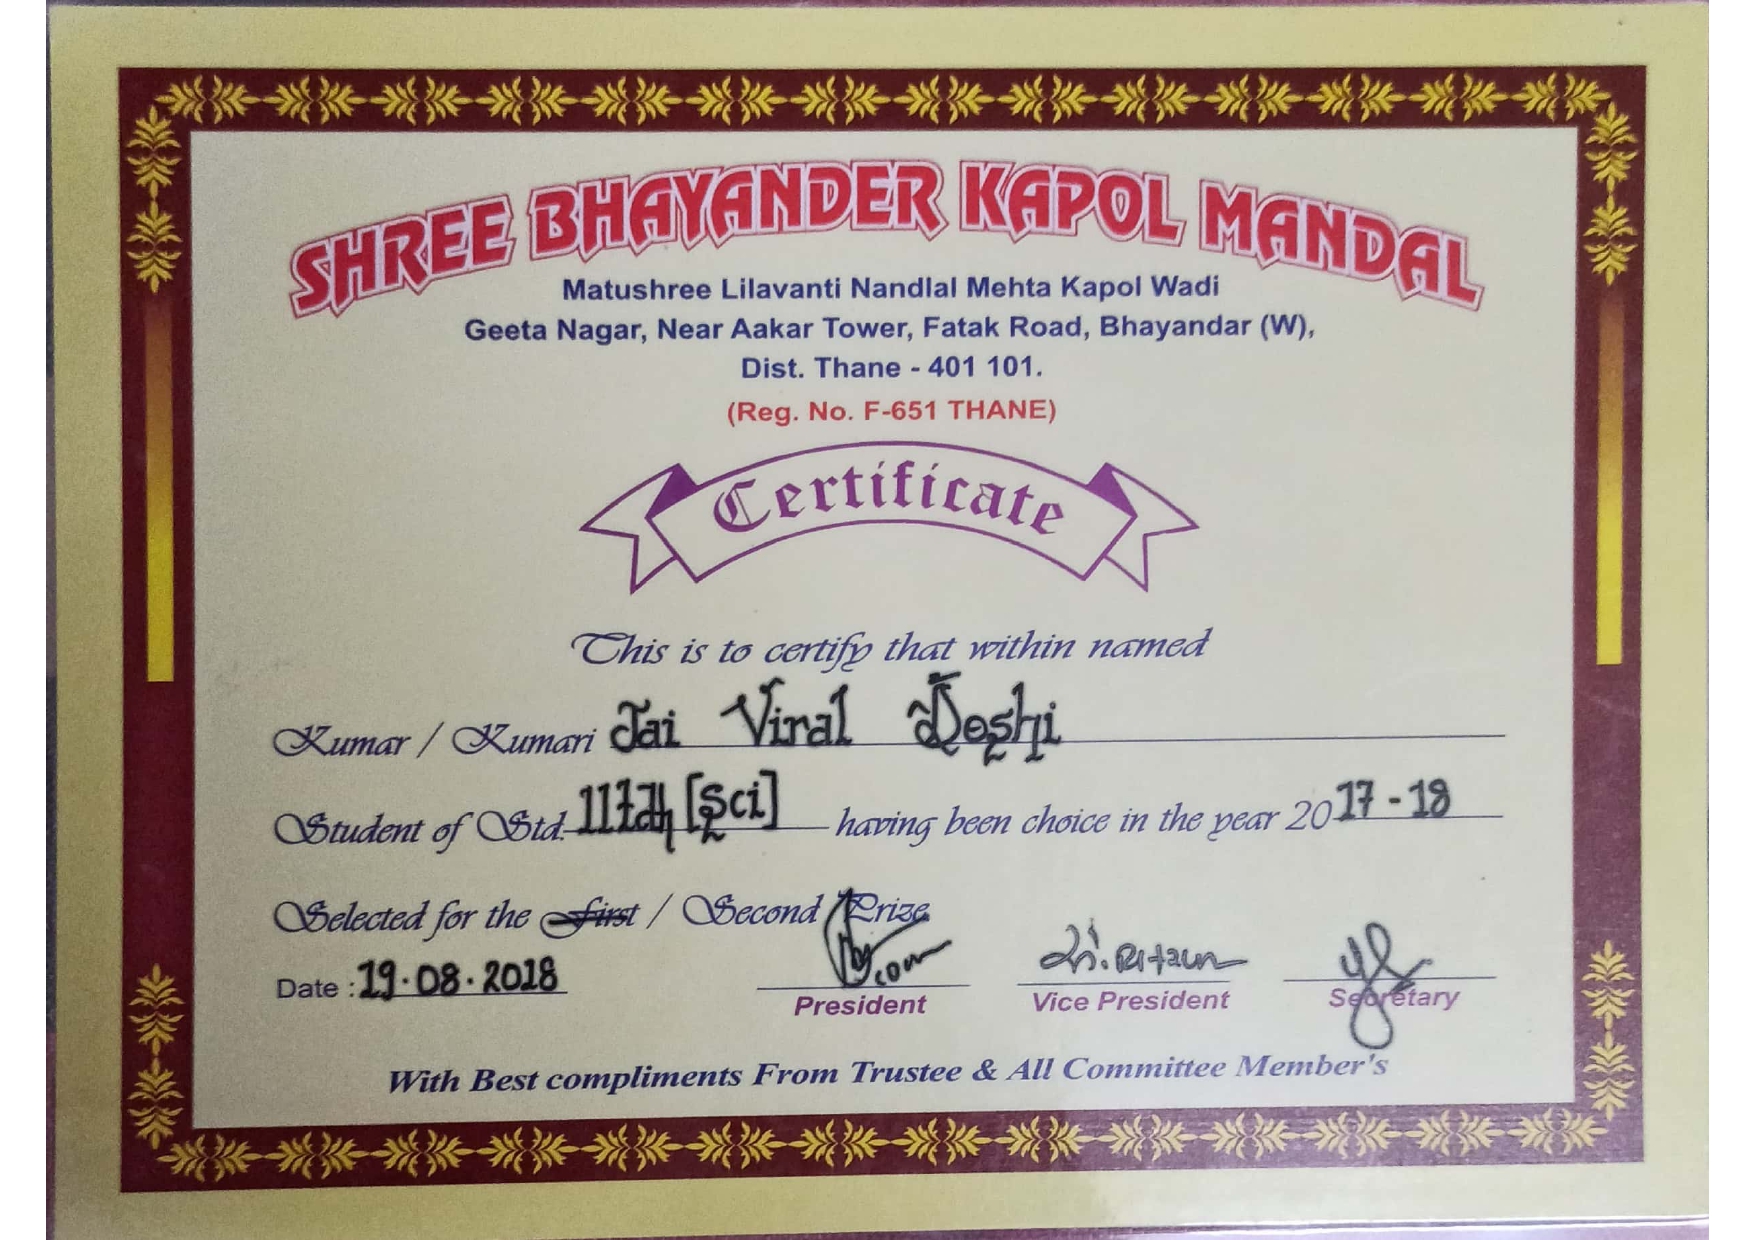 SHREE BHAYANDER KAPOL MANDAL
Matushree Lilavanti Nandlal Mehta Kapol Wadi
Geeta Nagar, Near Aakar Tower, Fatak Road, Bhayandar (W),
Dist. Thane - 401 101.
(Reg. No. F-651 THANE)
Certificate
This is to certify that within named
Kumar / Kumari Jai Viral Doshi
Student of Std. 11th [Sci] having been choice in the year 2017-18
Selected for the First / Second Prize
Date : 19.08.2018
President Vice President Secretary
With Best compliments From Trustee & All Committee Member's